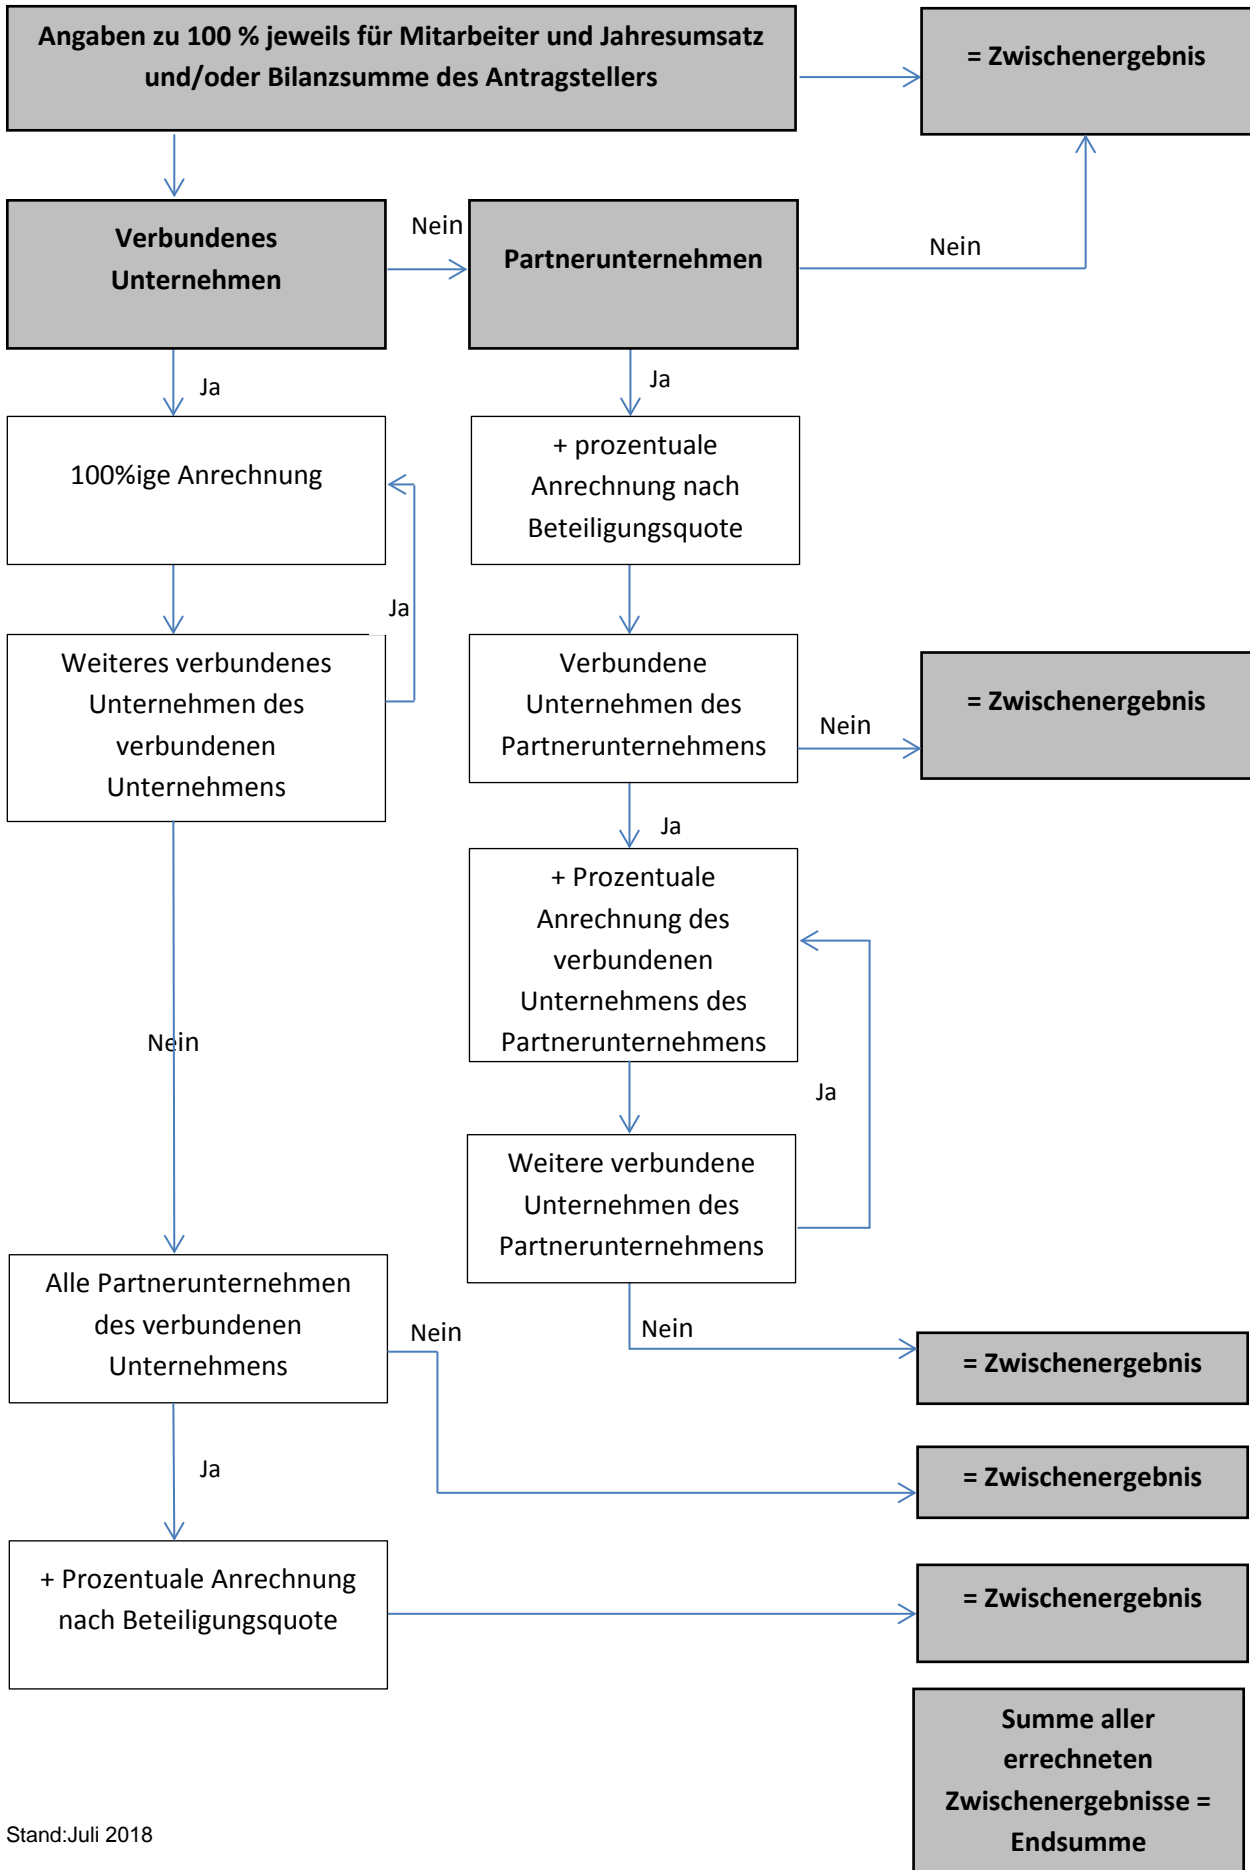 Angaben zu 100 % jeweils für Mitarbeiter und Jahresumsatz
und/oder Bilanzsumme des Antragstellers
= Zwischenergebnis
Verbundenes
Unternehmen
Nein
Partnerunternehmen
Nein
Ja
Ja
100%ige Anrechnung
+ prozentuale
Anrechnung nach
Beteiligungsquote
Ja
Weiteres verbundenes
Unternehmen des
verbundenen
Unternehmens
Verbundene
Unternehmen des
Partnerunternehmens
Nein
= Zwischenergebnis
Ja
+ Prozentuale
Anrechnung des
verbundenen
Unternehmens des
Partnerunternehmens
Nein
Ja
Weitere verbundene
Unternehmen des
Partnerunternehmens
Alle Partnerunternehmen
des verbundenen
Unternehmens
Nein
Nein
= Zwischenergebnis
Ja
= Zwischenergebnis
+ Prozentuale Anrechnung
nach Beteiligungsquote
= Zwischenergebnis
Summe aller
errechneten
Zwischenergebnisse =
Endsumme
Stand:Juli 2018